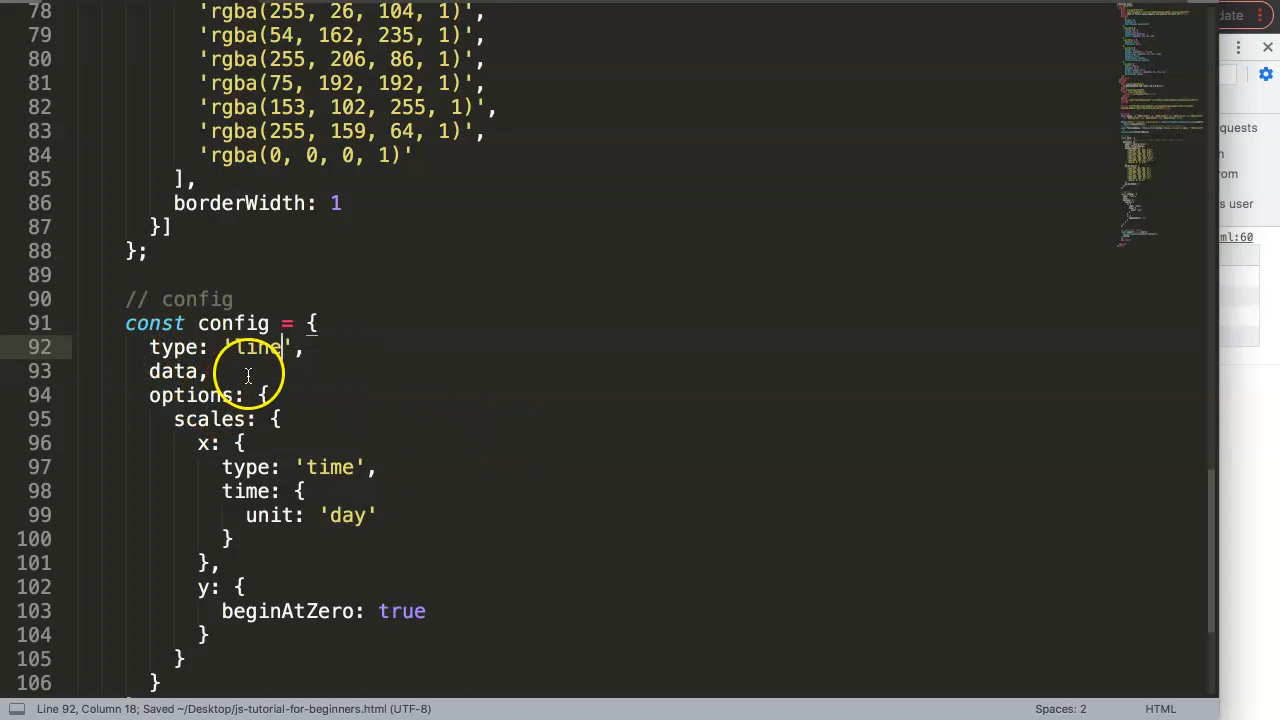 78 'rgba(255, 26, 104, 1)',
79 'rgba(54, 162, 235, 1)',
80 'rgba(255, 206, 86, 1)',
81 'rgba(75, 192, 192, 1)',
82 'rgba(153, 102, 255, 1)',
83 'rgba(255, 159, 64, 1)',
84 'rgba(0, 0, 0, 1)'
85 ],
86 borderWidth: 1
87 }]
88 };
89
90 // config
91 const config = {
92 type: 'line',
93 data,
94 options: {
95 scales: {
96 x: {
97 type: 'time',
98 time: {
99 unit: 'day'
100 }
101 },
102 y: {
103 beginAtZero: true
104 }
105 }
106 }
date
quests
rom
s user
ml:60
Line 92, Column 18; Saved ~/Desktop/js-tutorial-for-beginners.html (UTF-8)
Spaces: 2
HTML